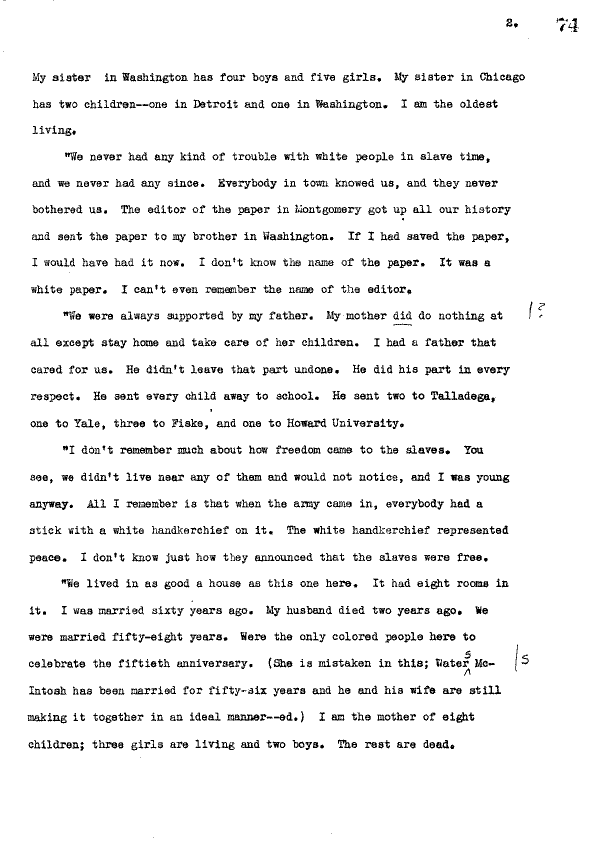 2. 74
My sister in Washington has four boys and five girls. My sister in Chicago
has two children--one in Detroit and one in Washington. I am the oldest
living.
"We never had any kind of trouble with white people in slave time,
and we never had any since. Everybody in town knowed us, and they never
bothered us. The editor of the paper in Montgomery got up all our history
and sent the paper to my brother in Washington. If I had saved the paper,
I would have had it now. I don't know the name of the paper. It was a
white paper. I can't even remember the name of the editor.
"We were always supported by my father. My mother did do nothing at |?
all except stay home and take care of her children. I had a father that
cared for us. He didn't leave that part undone. He did his part in every
respect. He sent every child away to school. He sent two to Talladega,
one to Yale, three to Fiske, and one to Howard University.
"I don't remember much about how freedom came to the slaves. You
see, we didn't live near any of them and would not notice, and I was young
anyway. All I remember is that when the army came in, everybody had a
stick with a white handkerchief on it. The white handkerchief represented
peace. I don't know just how they announced that the slaves were free.
"We lived in as good a house as this one here. It had eight rooms in
it. I was married sixty years ago. My husband died two years ago. We
were married fifty-eight years. Were the only colored people here to
celebrate the fiftieth anniversary. (She is mistaken in this; Waters Mc- |s
Intosh has been married for fifty-six years and he and his wife are still
making it together in an ideal manner--ed.) I am the mother of eight
children; three girls are living and two boys. The rest are dead.